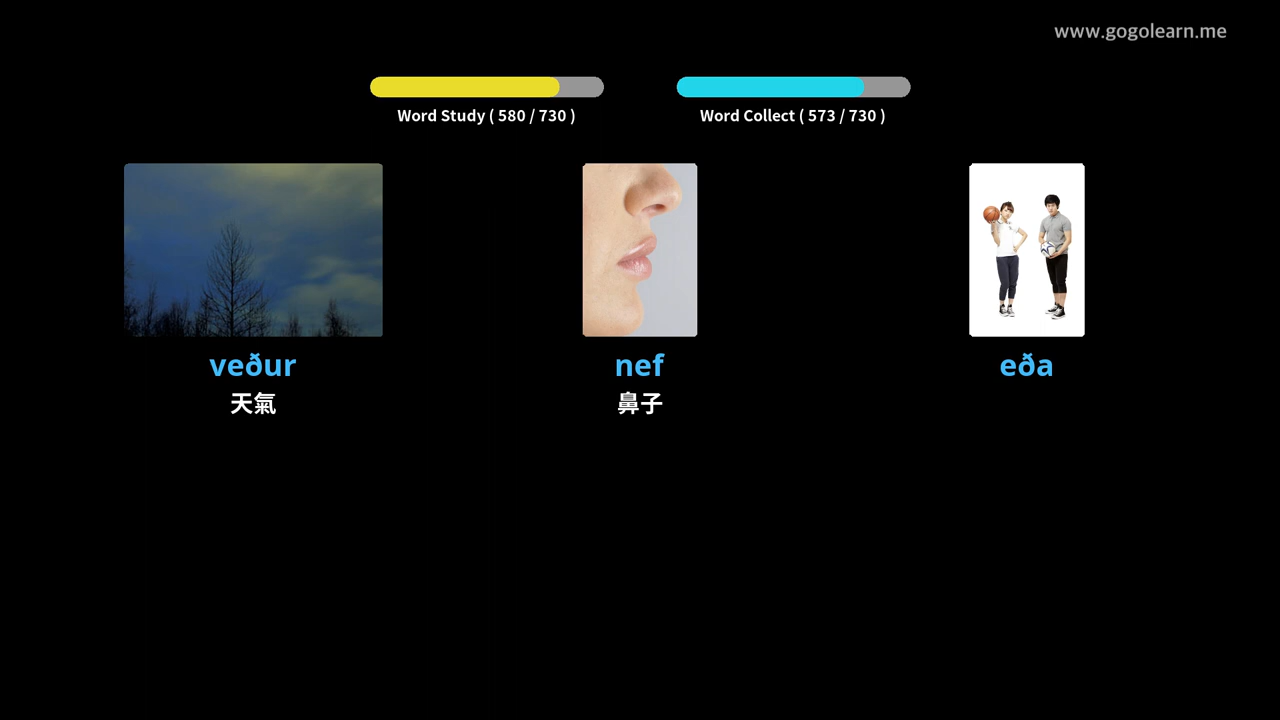 www.gogolearn.me
Word Study ( 580 / 730 )
Word Collect ( 573 / 730 )
veður
nef
eða
天氣
鼻子